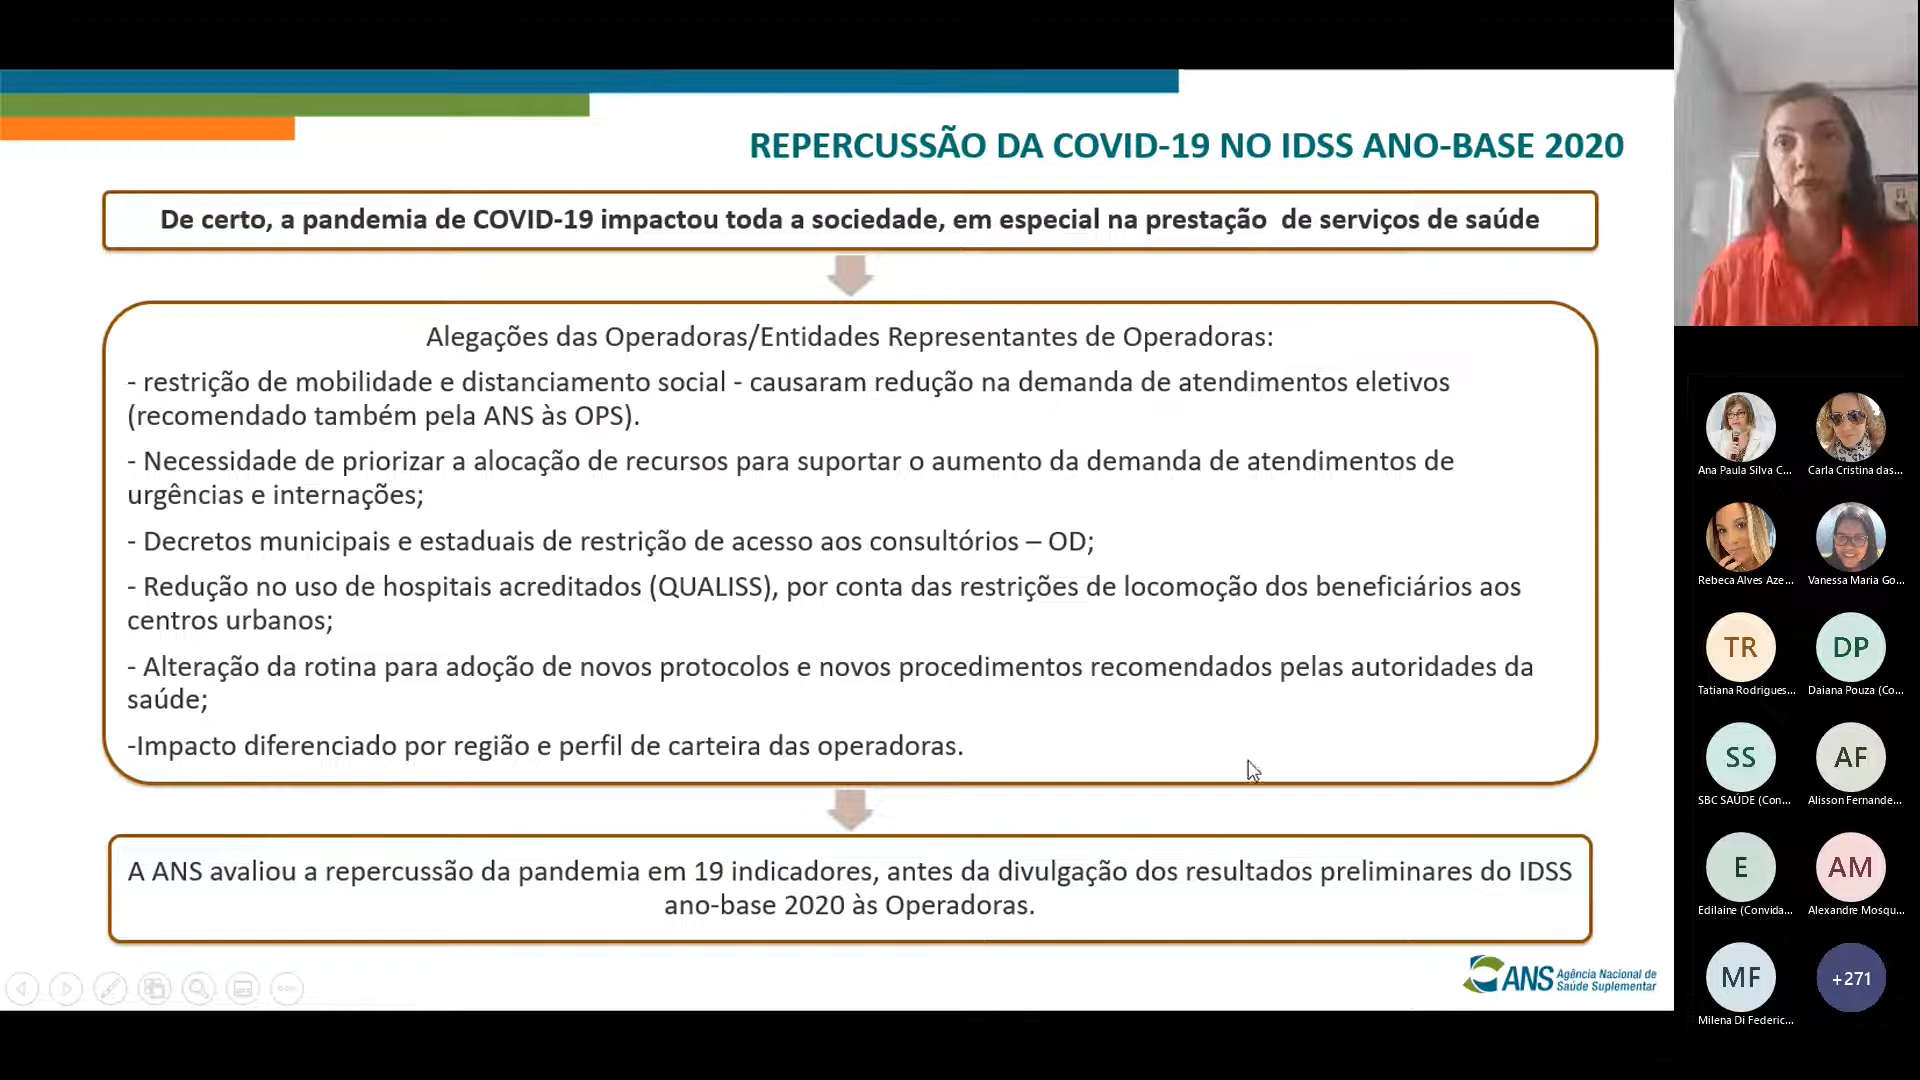 REPERCUSSÃO DA COVID-19 NO IDSS ANO-BASE 2020
De certo, a pandemia de COVID-19 impactou toda a sociedade, em especial na prestação  de serviços de saúde
Alegações das Operadoras/Entidades Representantes de Operadoras:
- restrição de mobilidade e distanciamento social - causaram redução na demanda de atendimentos eletivos
(recomendado também pela ANS às OPS).
- Necessidade de priorizar a alocação de recursos para suportar o aumento da demanda de atendimentos de
urgências e internações;
- Decretos municipais e estaduais de restrição de acesso aos consultórios – OD;
- Redução no uso de hospitais acreditados (QUALISS), por conta das restrições de locomoção dos beneficiários aos
centros urbanos;
- Alteração da rotina para adoção de novos protocolos e novos procedimentos recomendados pelas autoridades da
saúde;
-Impacto diferenciado por região e perfil de carteira das operadoras.
A ANS avaliou a repercussão da pandemia em 19 indicadores, antes da divulgação dos resultados preliminares do IDSS
ano-base 2020 às Operadoras.
ANS Agência Nacional de
Saúde Suplementar
Ana Paula Silva C...
Carla Cristina das...
Rebeca Alves Aze...
Vanessa Maria Go...
TR
DP
Tatiana Rodrigues...
Daiana Pouza (Co...
SS
AF
SBC SAÚDE (Con...
Alisson Fernande...
E
AM
Edilaine (Convida...
Alexandre Mosqu...
MF
+271
Milena Di Federic...